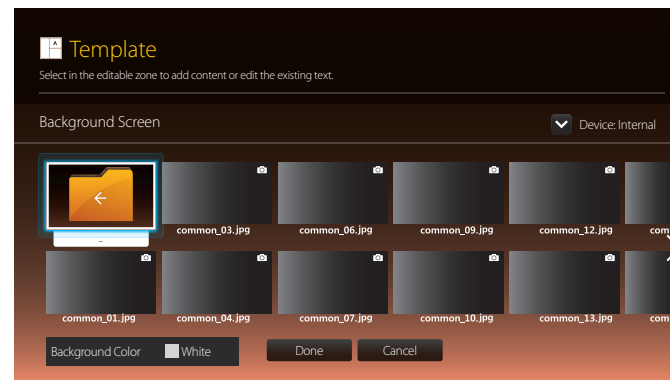 A
Template
Select in the editable zone to add content or edit the existing text.
Background Screen
Device: Internal
..
common_03.jpg
common_06.jpg
common_09.jpg
common_12.jpg
com
common_01.jpg
common_04.jpg
common_07.jpg
common_10.jpg
common_13.jpg
com
Background Color
White
Done
Cancel